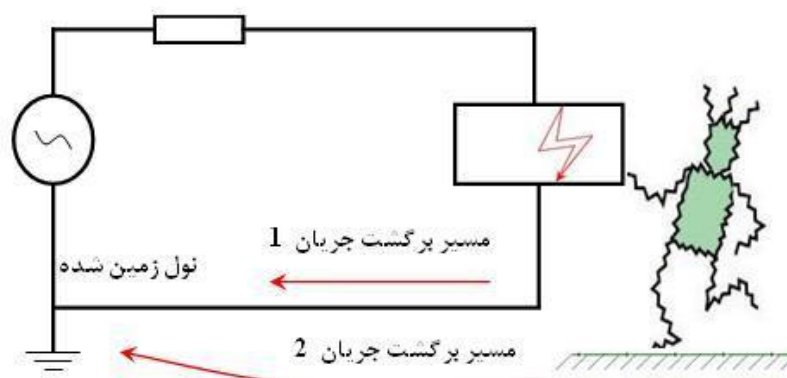 مسیر برگشت جریان 1
نول زمین شده
مسیر برگشت جریان 2